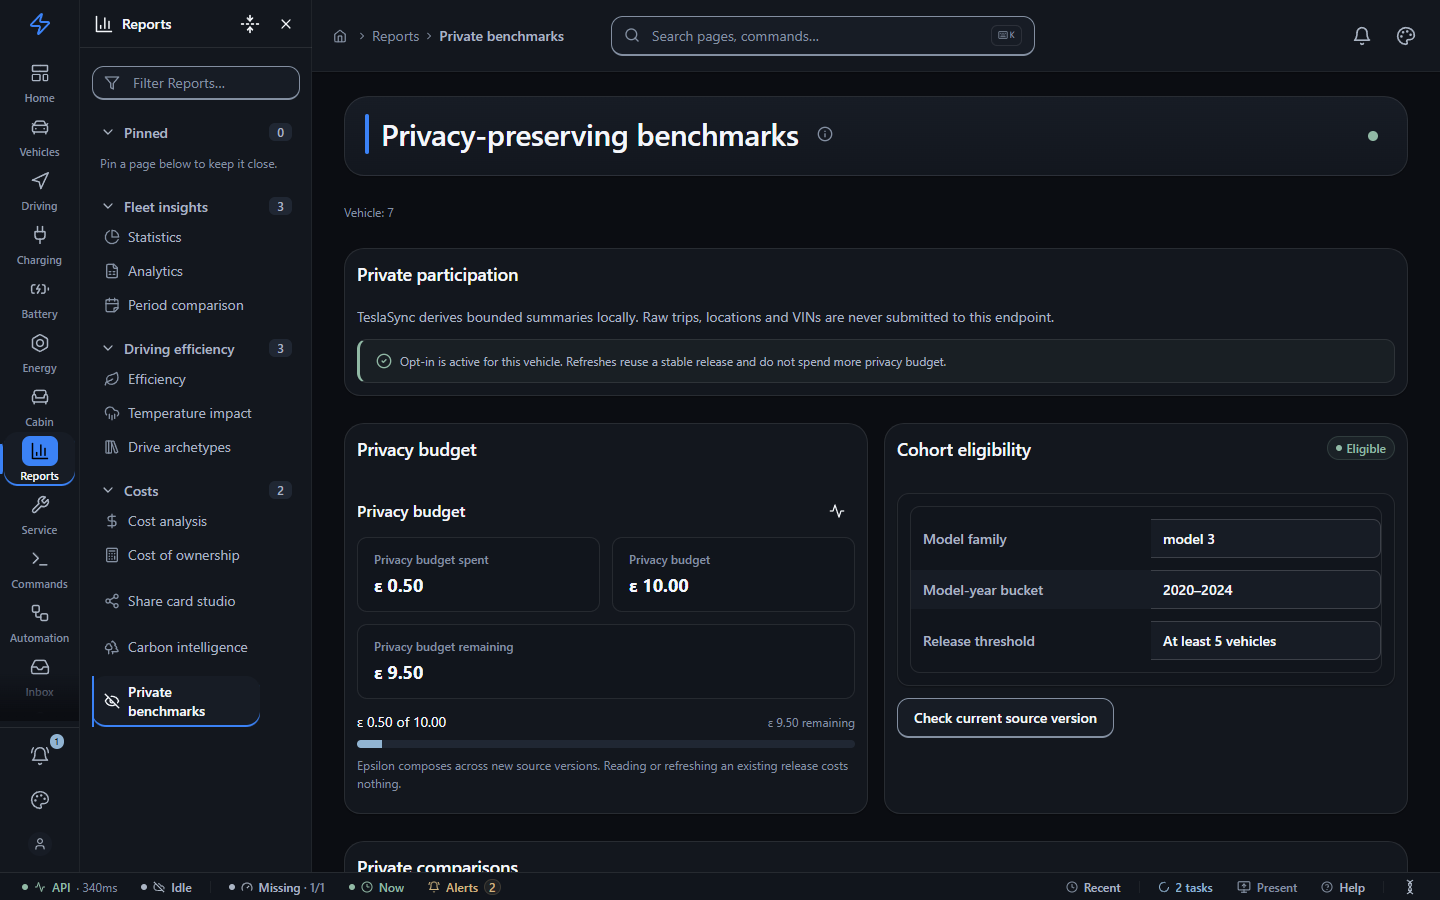 Home
Vehicles
Driving
Charging
Battery
Energy
Cabin
Reports
Service
Commands
Automation
Inbox
1
Reports
Filter Reports...
Pinned 0
Pin a page below to keep it close.
Fleet insights 3
Statistics
Analytics
Period comparison
Driving efficiency 3
Efficiency
Temperature impact
Drive archetypes
Costs 2
Cost analysis
Cost of ownership
Share card studio
Carbon intelligence
Private
benchmarks
Reports > Private benchmarks
Search pages, commands... K
Privacy-preserving benchmarks
Vehicle: 7
Private participation
TeslaSync derives bounded summaries locally. Raw trips, locations and VINs are never submitted to this endpoint.
Opt-in is active for this vehicle. Refreshes reuse a stable release and do not spend more privacy budget.
Privacy budget
Privacy budget
Privacy budget spent
ε 0.50
Privacy budget
ε 10.00
Privacy budget remaining
ε 9.50
ε 0.50 of 10.00
ε 9.50 remaining
Epsilon composes across new source versions. Reading or refreshing an existing release costs
nothing.
Cohort eligibility
Eligible
Model family model 3
Model-year bucket 2020–2024
Release threshold At least 5 vehicles
Check current source version
Private comparisons
API · 340ms
Idle
Missing · 1/1
Now
Alerts 2
Recent
2 tasks
Present
Help